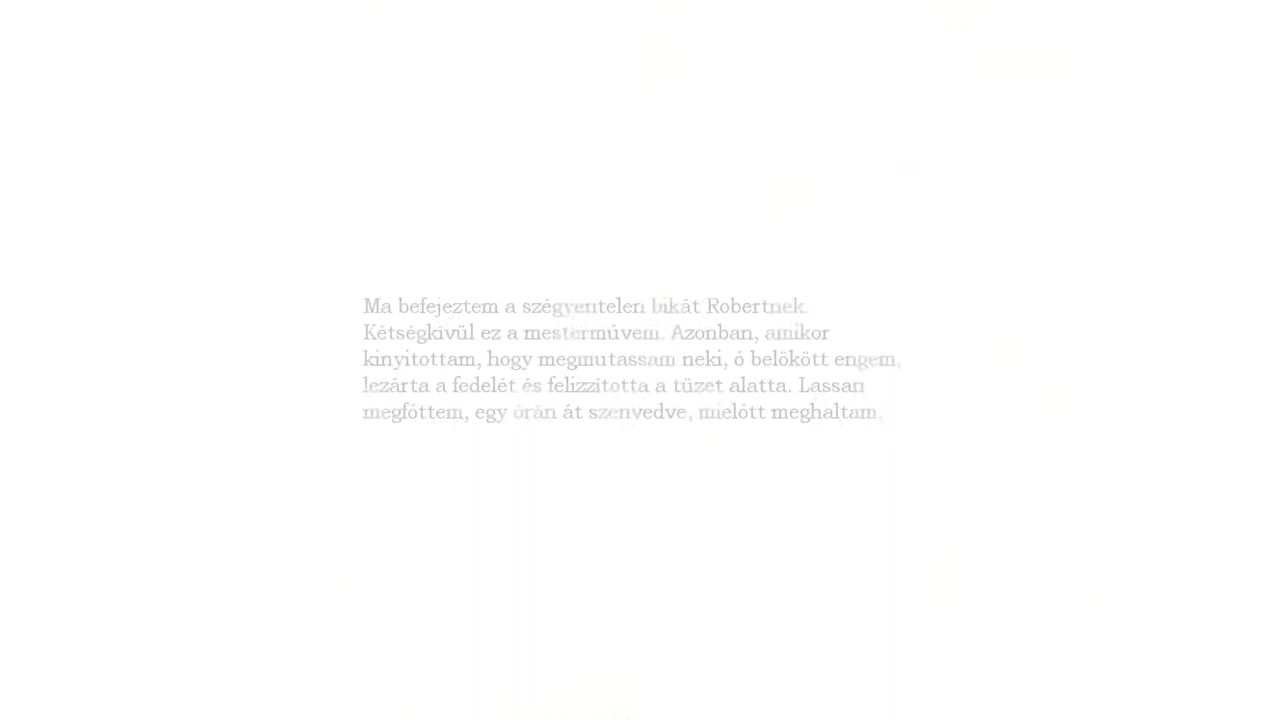 Ma befejeztem a szégyentelen bikát Robertnek.
Kétségkívül ez a mesterművem. Azonban, amikor
kinyitottam, hogy megmutassam neki, ő belökött engem,
lezárta a fedelét és felizzította a tüzet alatta. Lassan
megfőttem, egy órán át szenvedve, mielőtt meghaltam.